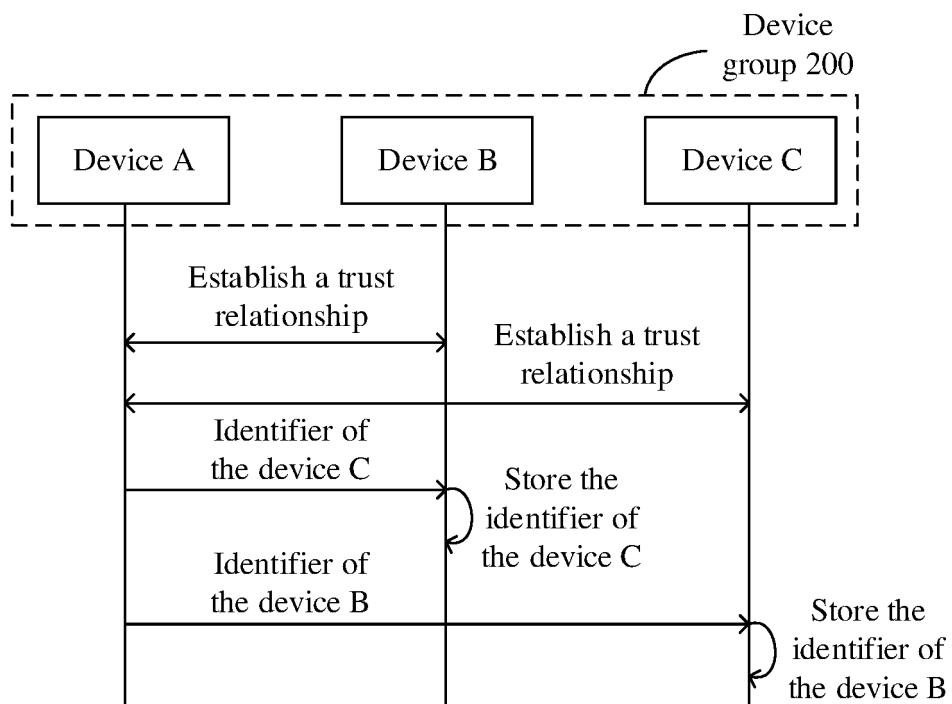 Device
group 200
Device A
Device B
Device C
Establish a trust
relationship
Establish a trust
relationship
Identifier of
the device C
Store the
identifier of
the device C
Identifier of
the device B
Store the
identifier of
the device B